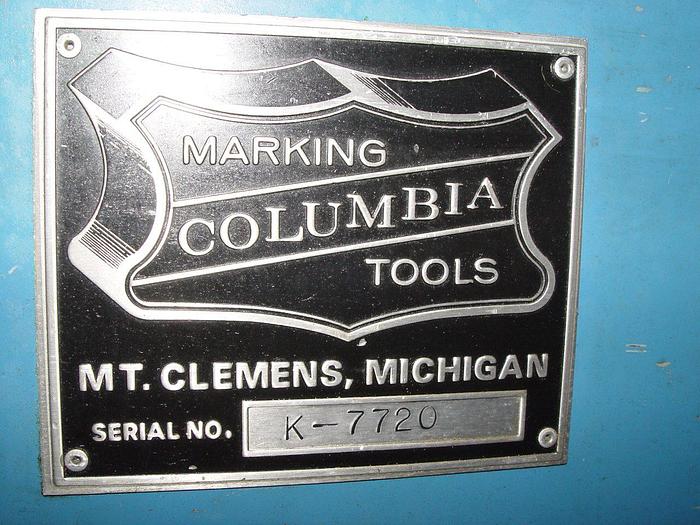 MARKING
COLUMBIA
TOOLS
MT. CLEMENS, MICHIGAN
SERIAL NO. K-7720